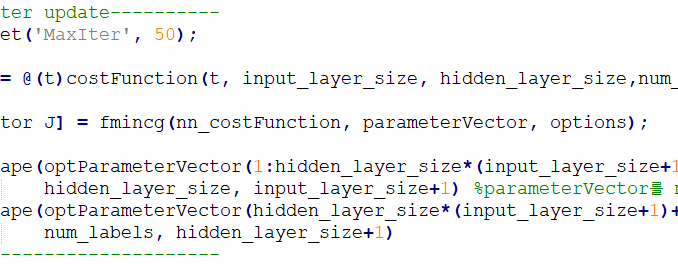 ter update----------
et('MaxIter', 50);
= @(t)costFunction(t, input_layer_size, hidden_layer_size,num_
tor J] = fmincg(nn_costFunction, parameterVector, options);
ape(optParameterVector(1:hidden_layer_size*(input_layer_size+1
hidden_layer_size, input_layer_size+1) %parameterVector를
ape(optParameterVector(hidden_layer_size*(input_layer_size+1)+
num_labels, hidden_layer_size+1)
--------------------